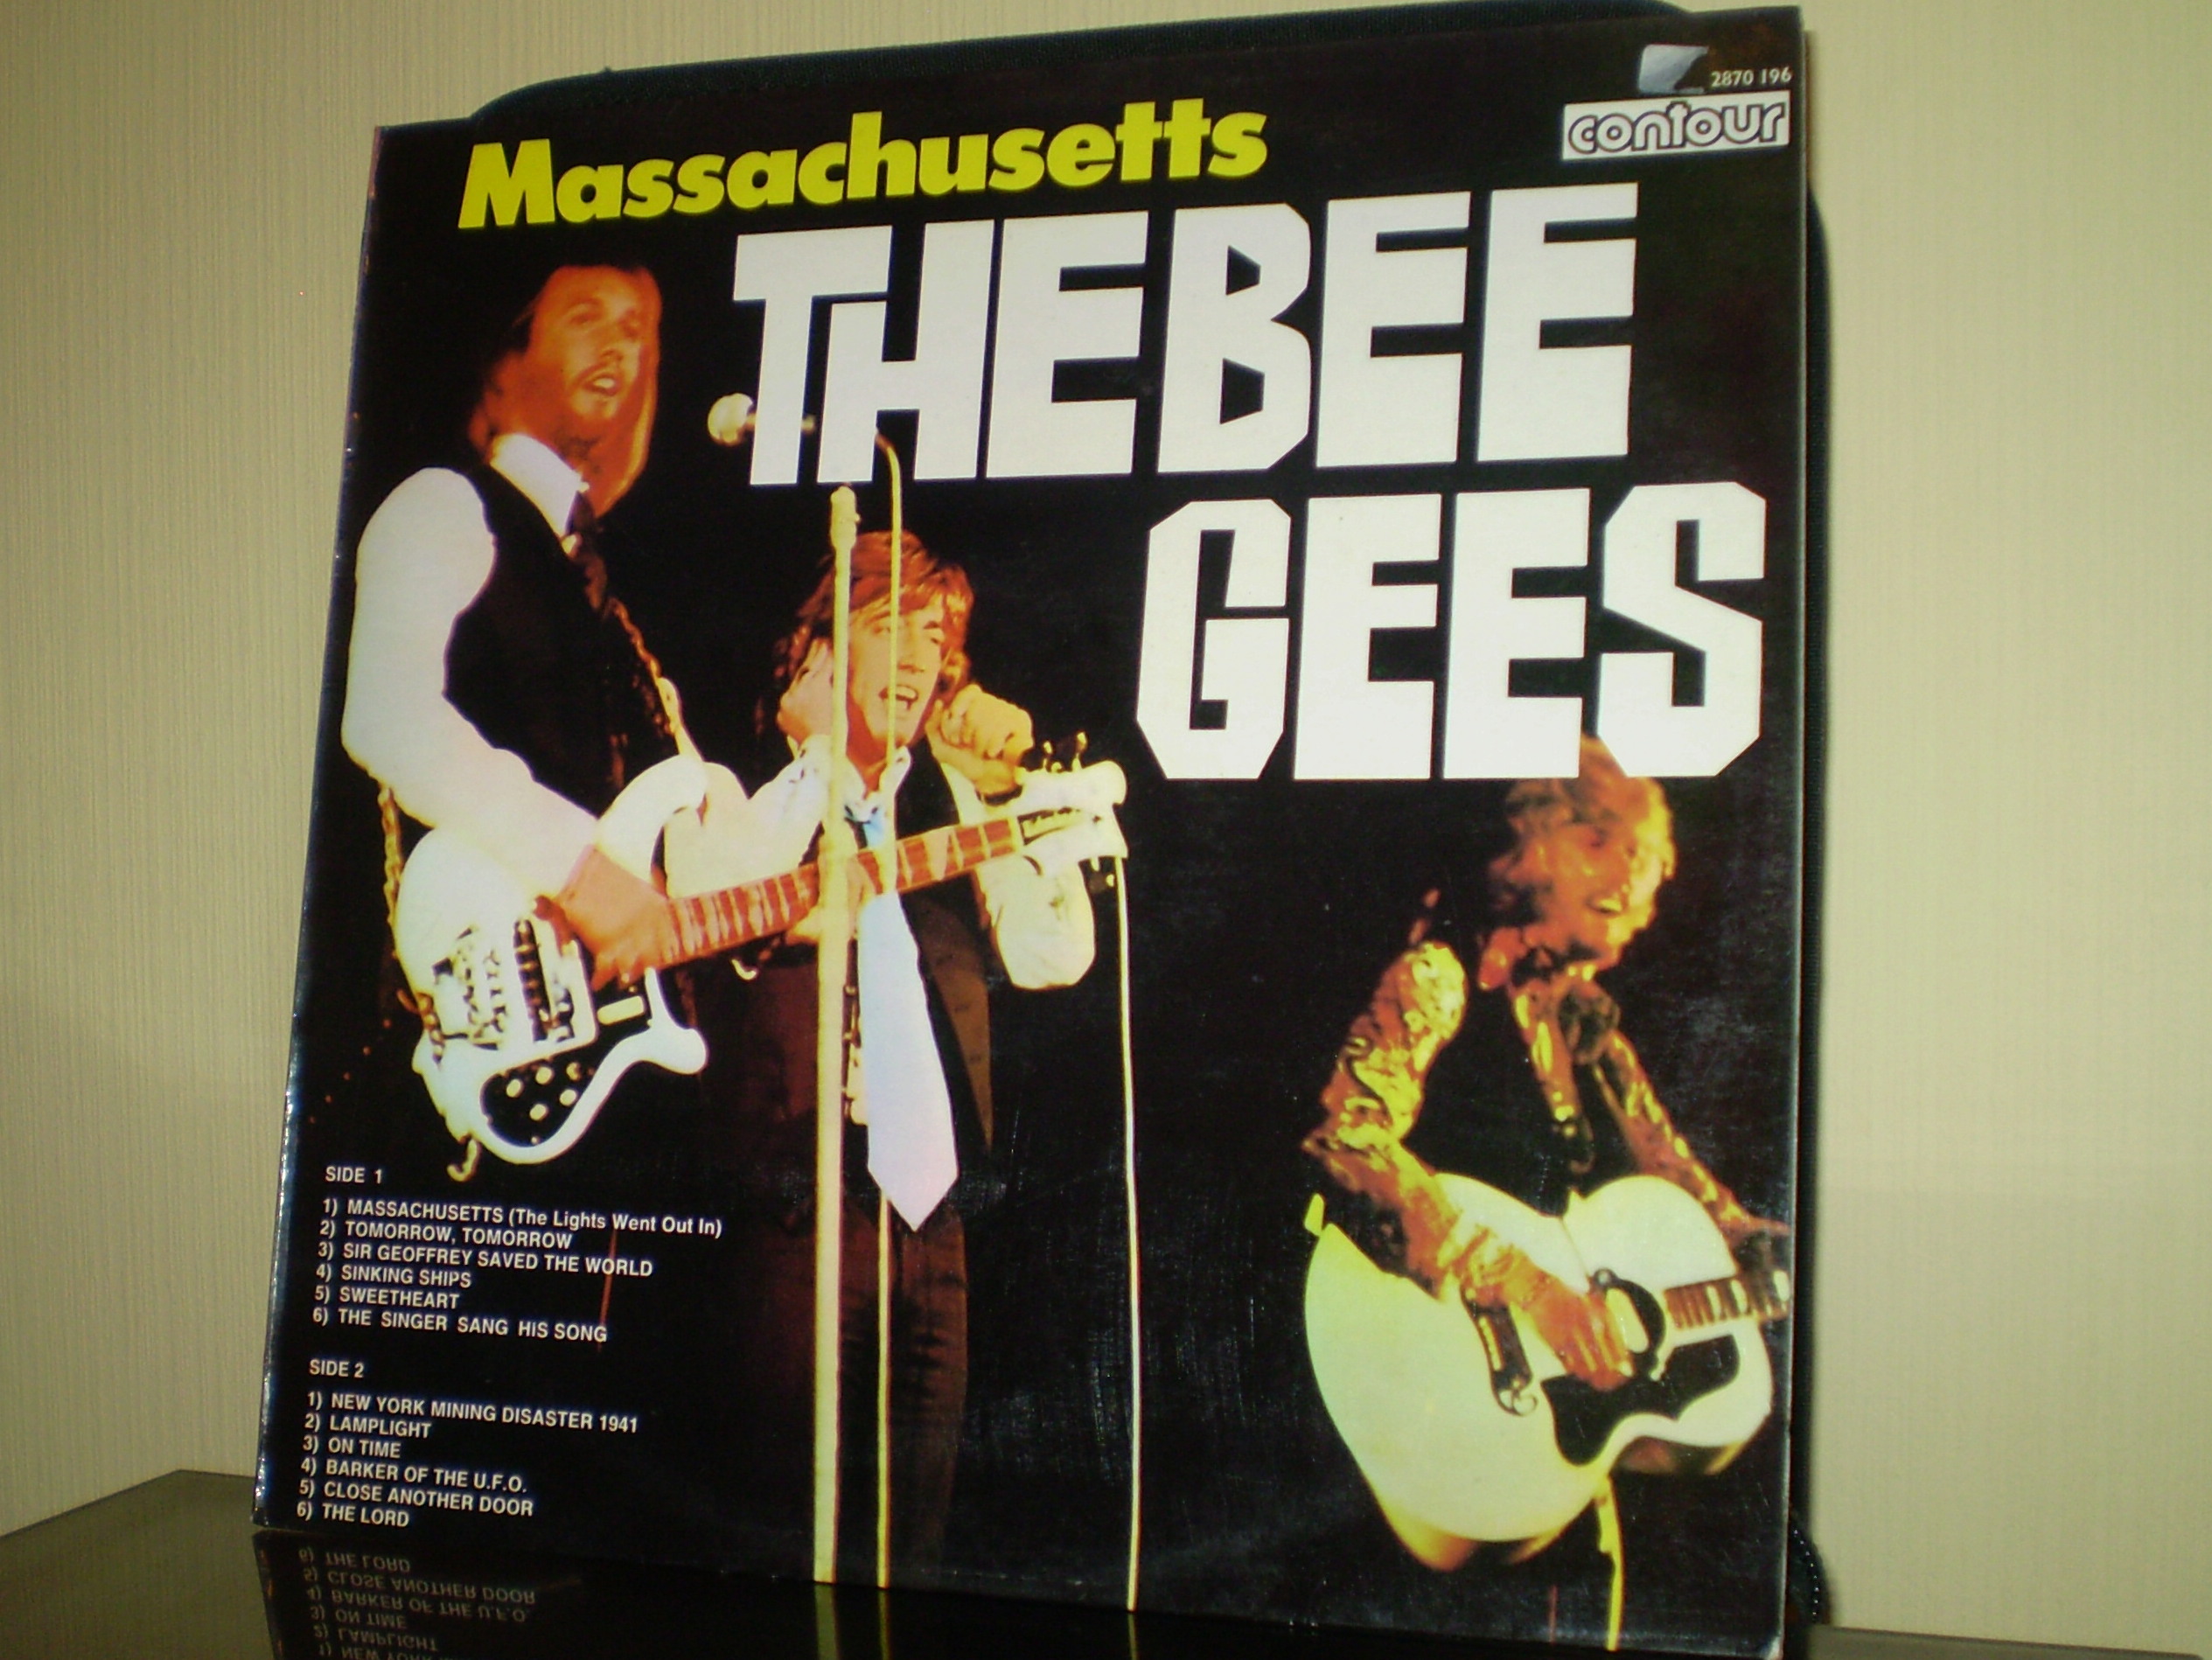 2870 196
contour
Massachusetts
THE BEE
GEES
SIDE 1
1) MASSACHUSETTS (The Lights Went Out In)
2) TOMORROW, TOMORROW
3) SIR GEOFFREY SAVED THE WORLD
4) SINKING SHIPS
5) SWEETHEART
6) THE SINGER SANG HiS SONG
SIDE 2
1) NEW YORK MINING DISASTER 1941
2) LAMPLIGHT
3) ON TIME
4) BARKER OF THE U.F.O.
5) CLOSE ANOTHER DOOR
6) THE LORD